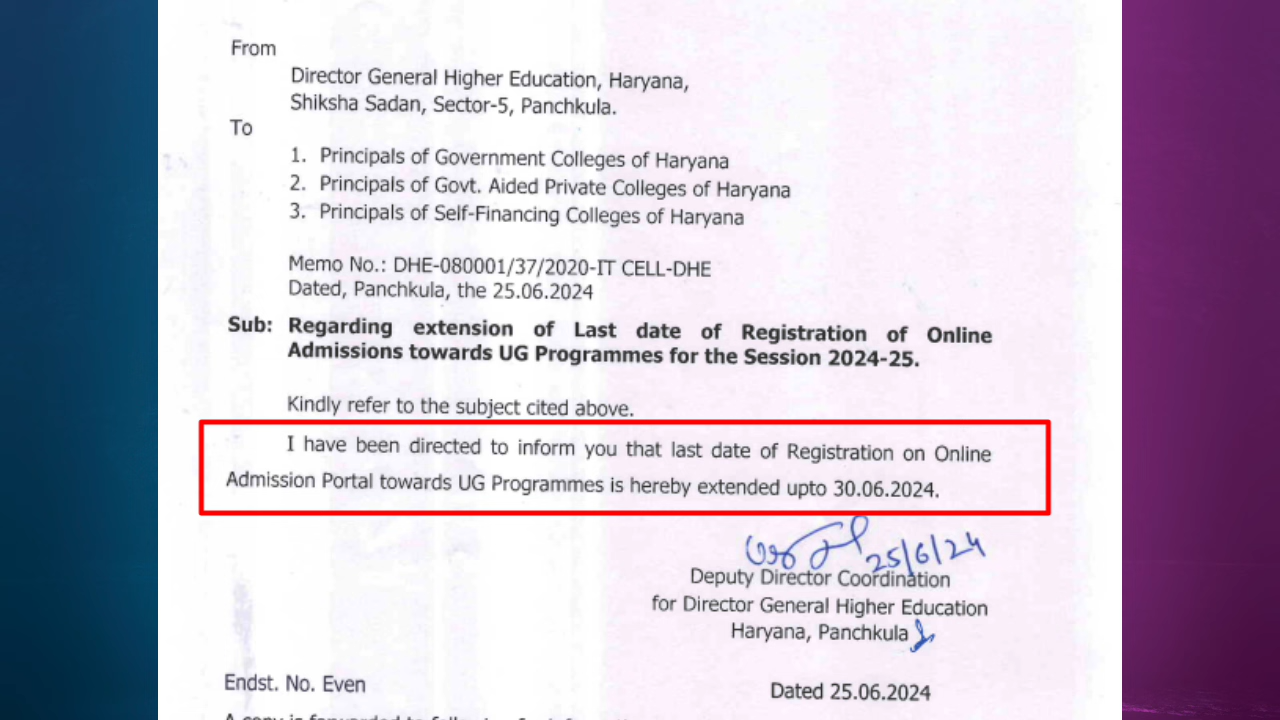 From
Director General Higher Education, Haryana,
Shiksha Sadan, Sector-5, Panchkula.
To
1. Principals of Government Colleges of Haryana
2. Principals of Govt. Aided Private Colleges of Haryana
3. Principals of Self-Financing Colleges of Haryana
Memo No.: DHE-080001/37/2020-IT CELL-DHE
Dated, Panchkula, the 25.06.2024
Sub: Regarding extension of Last date of Registration of Online
Admissions towards UG Programmes for the Session 2024-25.
Kindly refer to the subject cited above.
I have been directed to inform you that last date of Registration on Online
Admission Portal towards UG Programmes is hereby extended upto 30.06.2024.
25/6/24
Deputy Director Coordination
for Director General Higher Education
Haryana, Panchkula
Endst. No. Even
Dated 25.06.2024
A copy is forwarded to